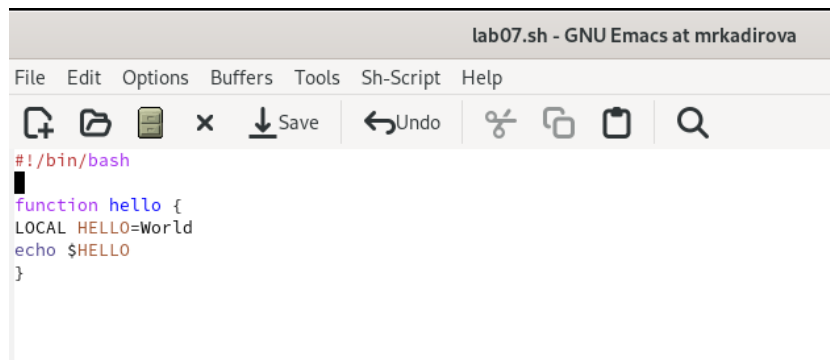 lab07.sh - GNU Emacs at mrkadirova
File Edit Options Buffers Tools Sh-Script Help
Save Undo
#!/bin/bash
function hello {
LOCAL HELLO=World
echo $HELLO
}